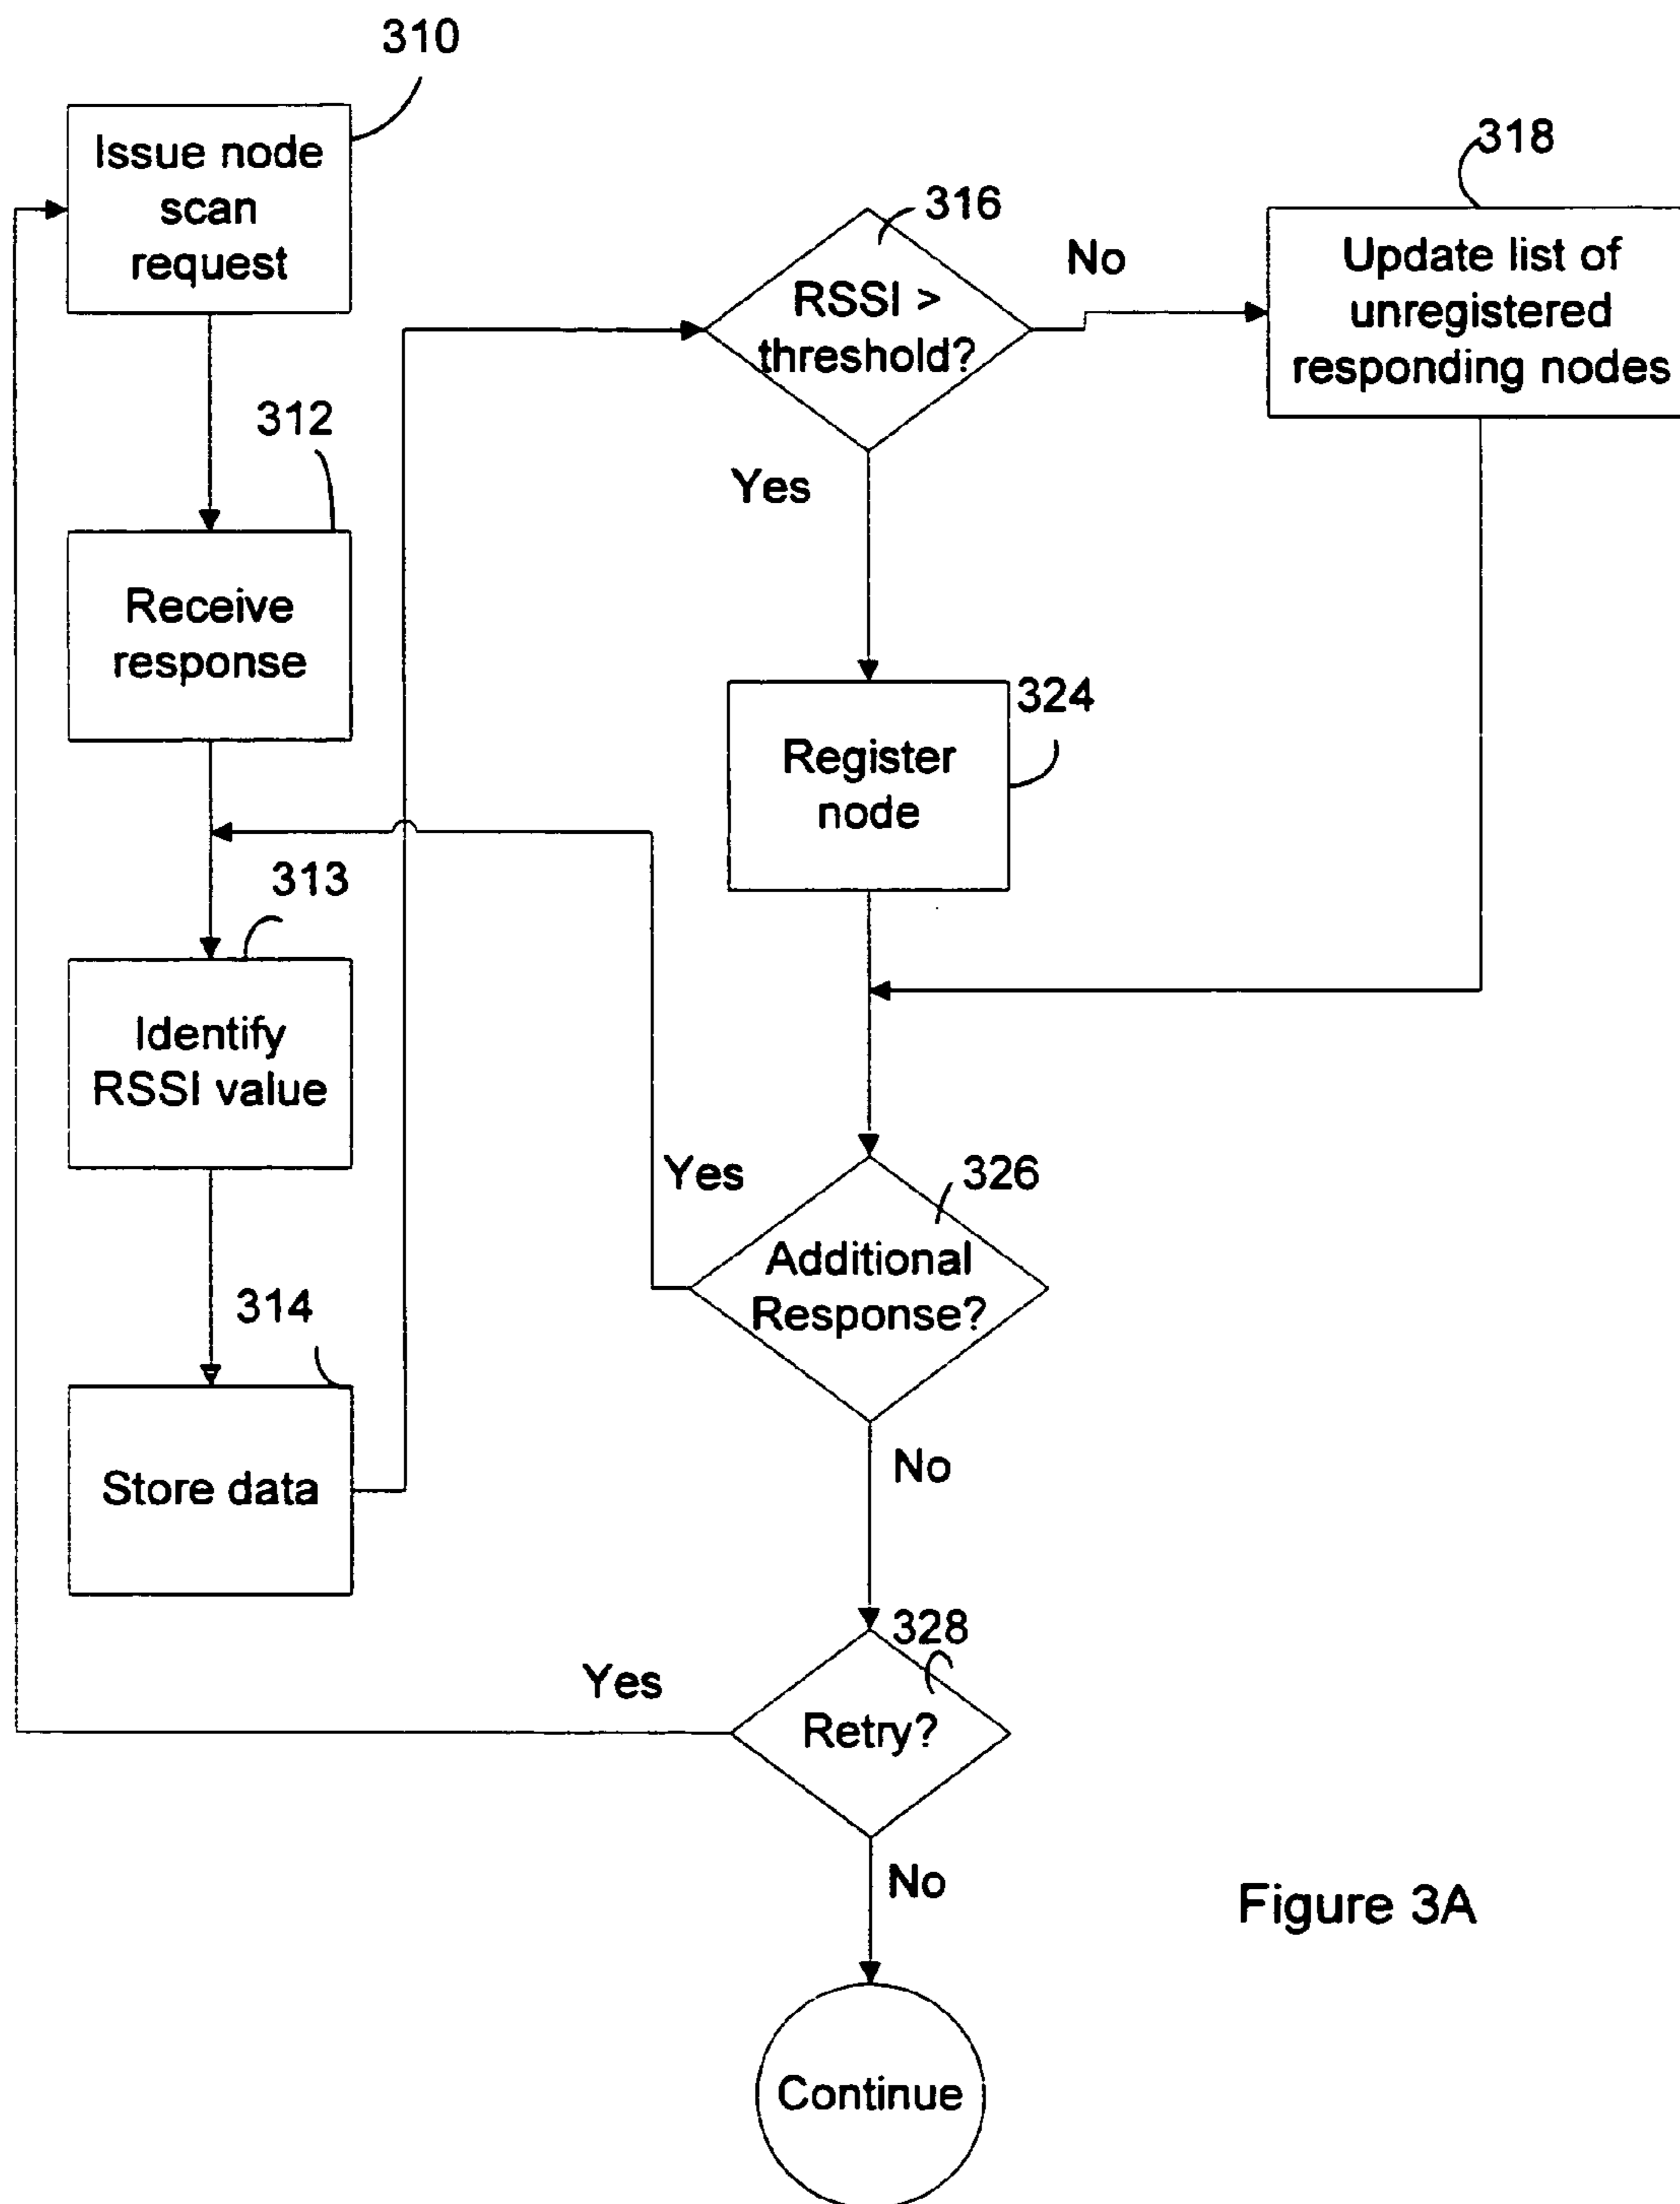 310
Issue node
scan
request
318
316
No
RSSI >
threshold?
Update list of
unregistered
responding nodes
312
Yes
Receive
response
324
Register
node
313
Identify
RSSI value
Yes
326
Additional
Response?
314
Store data
No
328
Yes
Retry?
No
Figure 3A
Continue